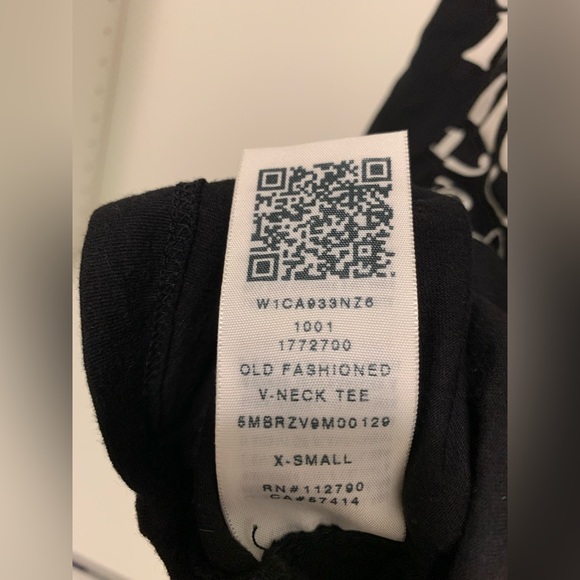 W1CA933NZ6
1001
1772700
OLD FASHIONED
V-NECK TEE
5MBRZV9M00129
X-SMALL
RN#112790
CA#57414